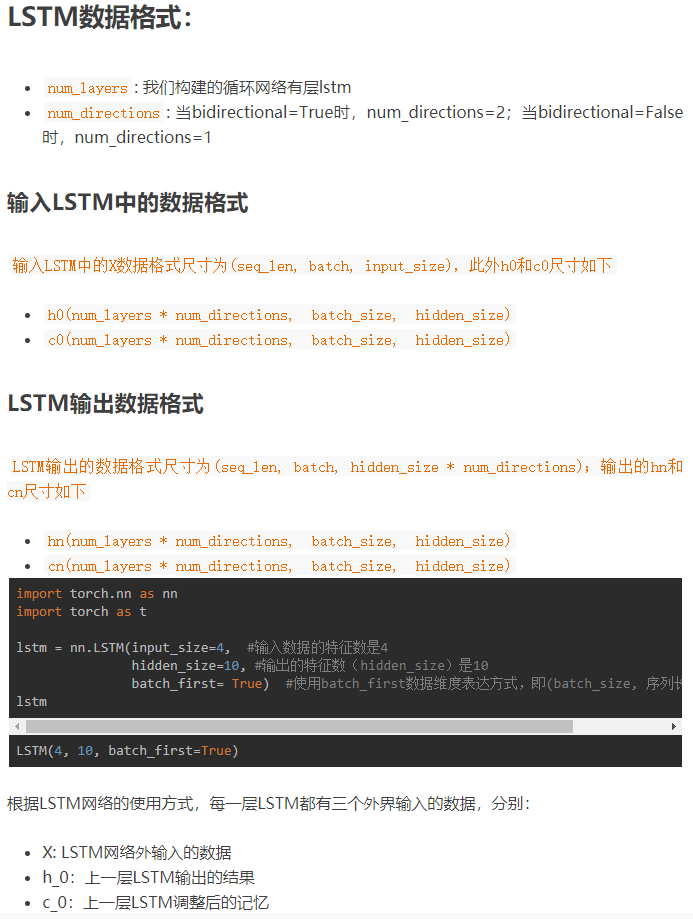 LSTM数据格式：
num_layers：我们构建的循环网络有层lstm
num_directions：当bidirectional=True时，num_directions=2；当bidirectional=False
时，num_directions=1
输入LSTM中的数据格式
输入LSTM中的X数据格式尺寸为(seq_len, batch, input_size)，此外h0和c0尺寸如下
h0(num_layers * num_directions, batch_size, hidden_size)
c0(num_layers * num_directions, batch_size, hidden_size)
LSTM输出数据格式
LSTM输出的数据格式尺寸为(seq_len, batch, hidden_size * num_directions)；输出的hn和
cn尺寸如下
hn(num_layers * num_directions, batch_size, hidden_size)
cn(num_layers * num_directions, batch_size, hidden_size)
import torch.nn as nn
import torch as t
lstm = nn.LSTM(input_size=4, #输入数据的特征数是4
hidden_size=10, #输出的特征数（hidden_size）是10
batch_first= True) #使用batch_first数据维度表达方式，即(batch_size, 序列
lstm
LSTM(4, 10, batch_first=True)
根据LSTM网络的使用方式，每一层LSTM都有三个外界输入的数据，分别：
X: LSTM网络外输入的数据
h_0：上一层LSTM输出的结果
c_0：上一层LSTM调整后的记忆